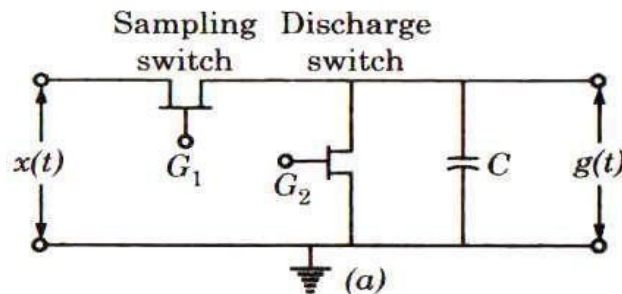 Sampling Discharge
switch switch
x(t)
G1
G2
C
g(t)
(a)